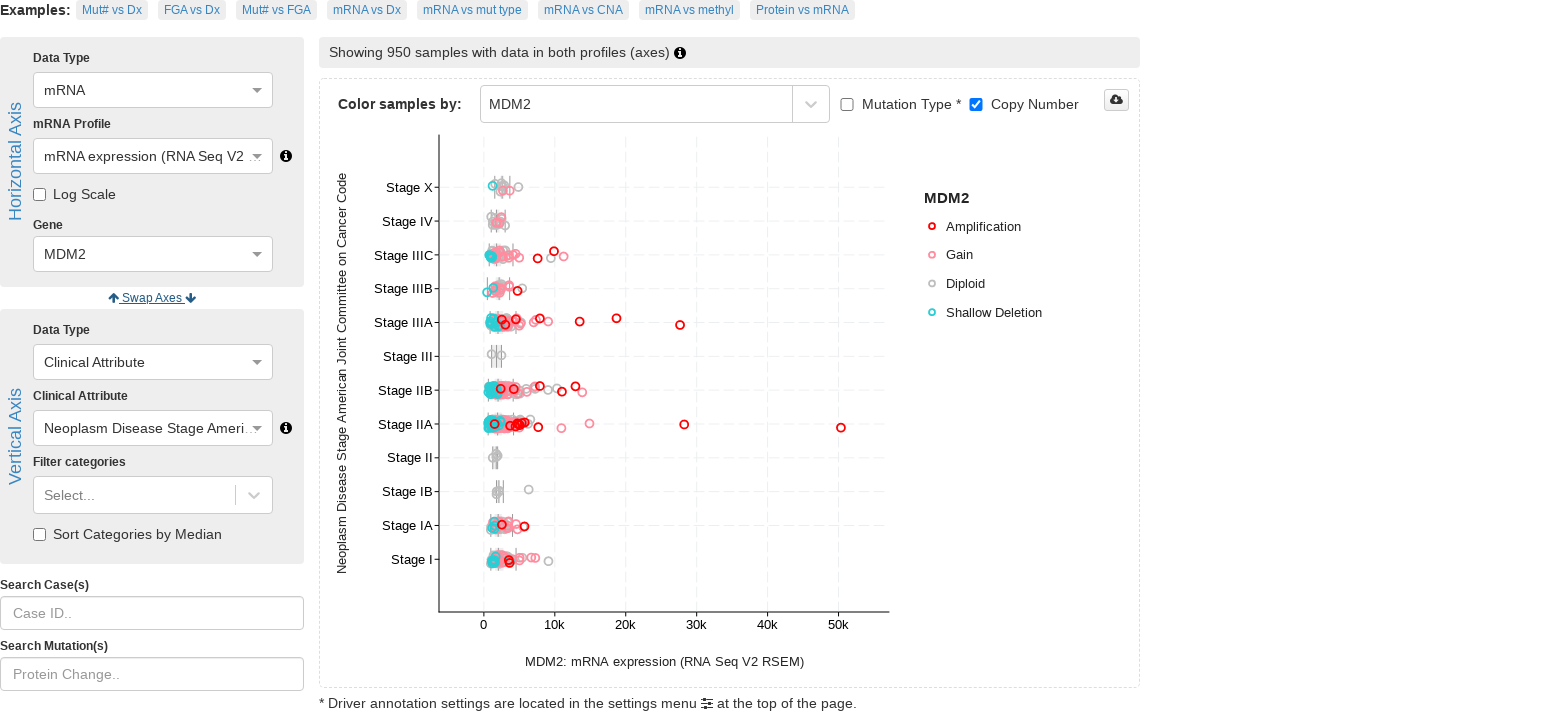 Examples: Mut# vs Dx FGA vs Dx Mut# vs FGA mRNA vs Dx mRNA vs mut type mRNA vs CNA mRNA vs methyl Protein vs mRNA
Horizontal Axis
Data Type
mRNA
mRNA Profile
mRNA expression (RNA Seq V2 ...
Log Scale
Gene
MDM2
Swap Axes
Vertical Axis
Data Type
Clinical Attribute
Clinical Attribute
Neoplasm Disease Stage Ameri...
Filter categories
Select...
Sort Categories by Median
Search Case(s)
Case ID..
Search Mutation(s)
Protein Change..
Showing 950 samples with data in both profiles (axes)
Color samples by: MDM2 Mutation Type * Copy Number
Neoplasm Disease Stage American Joint Committee on Cancer Code
Stage X
Stage IV
Stage IIIC
Stage IIIB
Stage IIIA
Stage III
Stage IIB
Stage IIA
Stage II
Stage IB
Stage IA
Stage I
0 10k 20k 30k 40k 50k
MDM2: mRNA expression (RNA Seq V2 RSEM)
MDM2
Amplification
Gain
Diploid
Shallow Deletion
* Driver annotation settings are located in the settings menu at the top of the page.